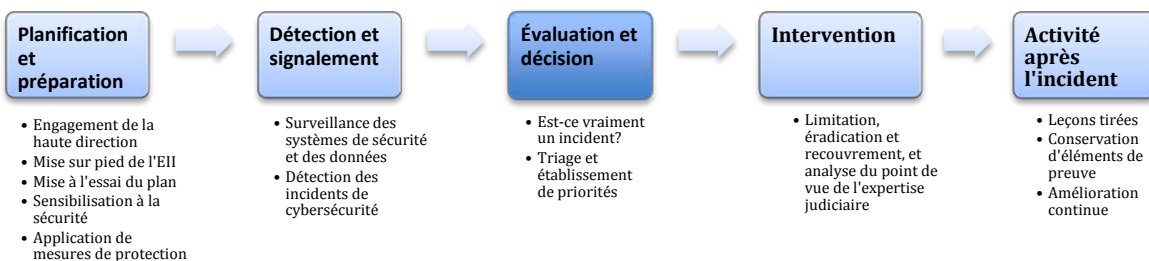 Planification
et
préparation
• Engagement de la
haute direction
• Mise sur pied de l'EII
• Mise à l'essai du plan
• Sensibilisation à la
sécurité
• Application de
mesures de protection
Détection et
signalement
• Surveillance des
systèmes de sécurité
et des données
• Détection des
incidents de
cybersécurité
Évaluation et
décision
• Est-ce vraiment
un incident?
• Triage et
établissement
de priorités
Intervention
• Limitation,
éradication et
recouvrement, et
analyse du point de
vue de l'expertise
judiciaire
Activité
après
l'incident
• Leçons tirées
• Conservation
d'éléments de
preuve
• Amélioration
continue